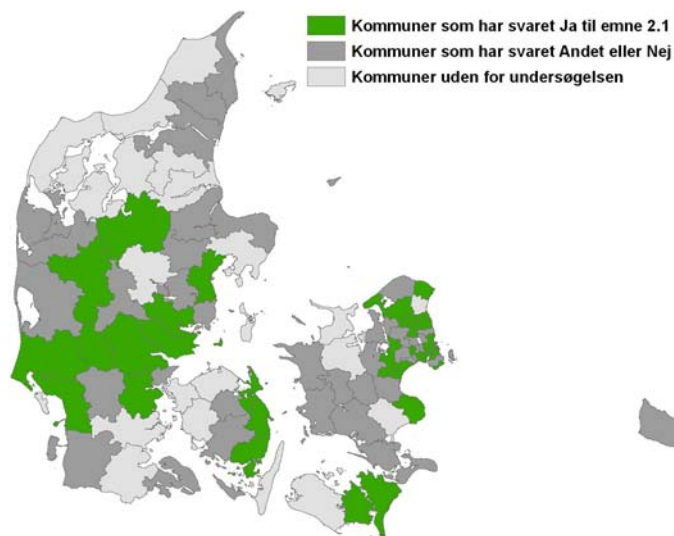 Kommuner som har svaret Ja til emne 2.1
Kommuner som har svaret Andet eller Nej
Kommuner uden for undersøgelsen